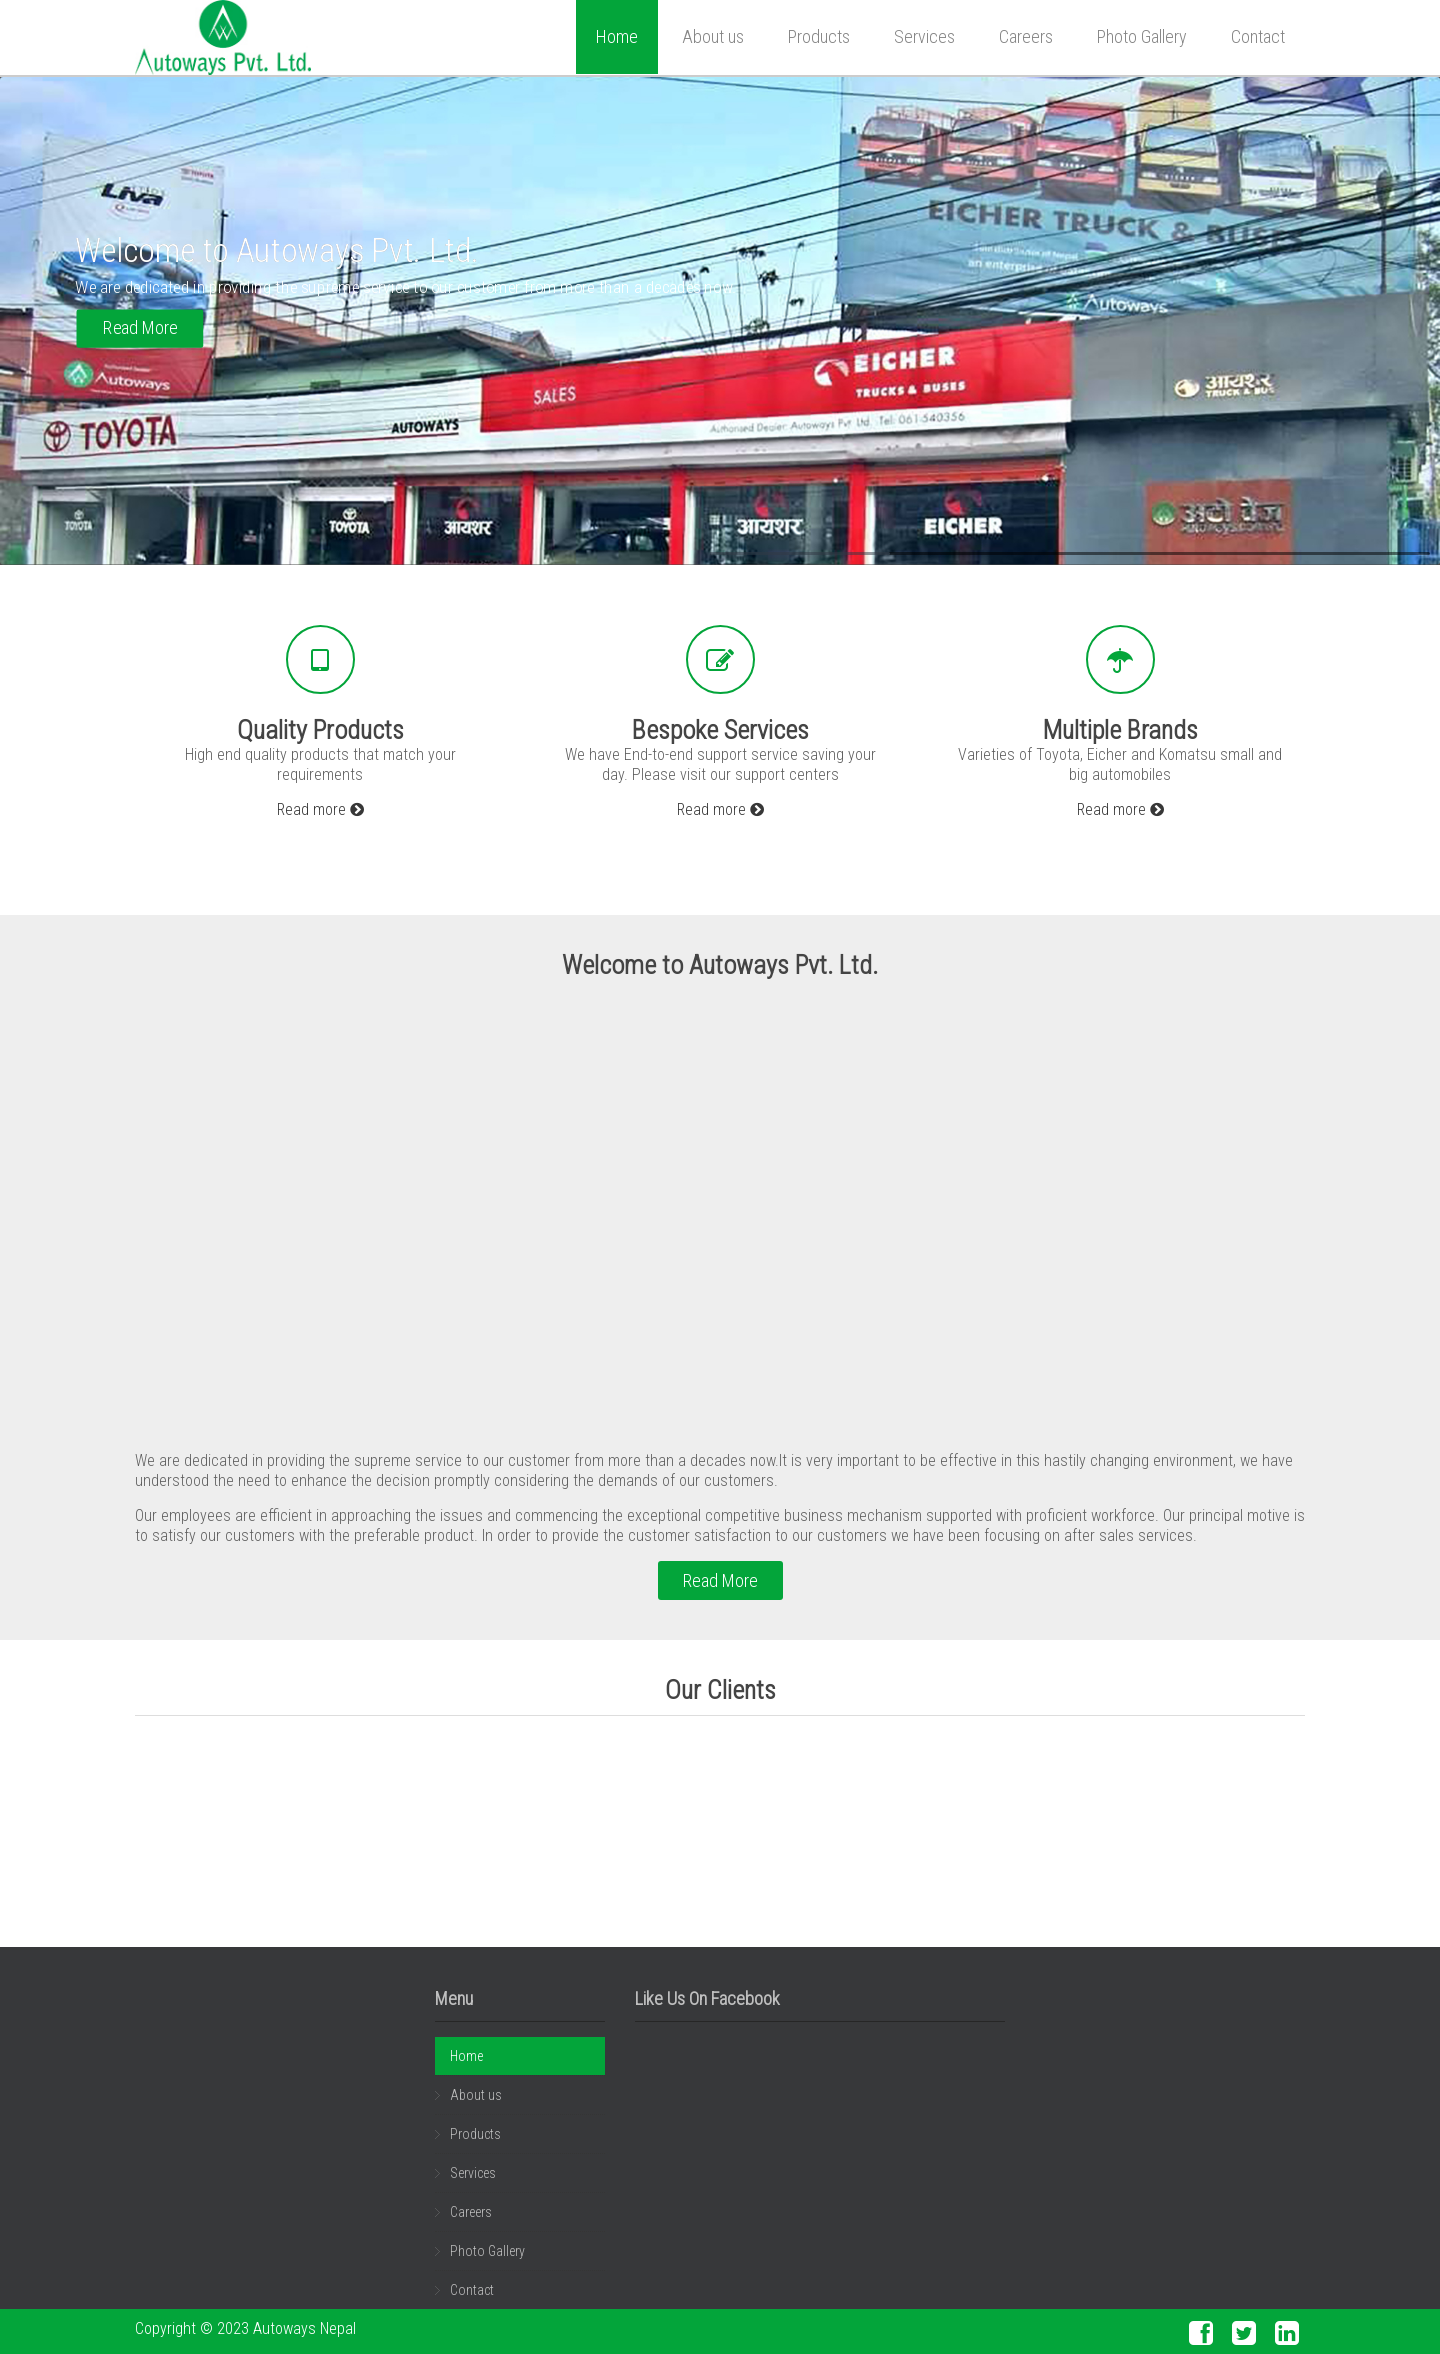 Autoways Pvt. Ltd.
Home
About us
Products
Services
Careers
Photo Gallery
Contact
LIVA
TOYOTA
EICHER TRUCK & BUS
an enterprise
Autoways
Welcome to Autoways Pvt. Ltd.
We are dedicated in providing the supreme service to our customer from more than a decades now.
Read More
Autoways
TOYOTA
AUTOWAYS
SALES
EICHER
TRUCKS & BUSES
Authorised Dealer: Autoways Pvt. Ltd. Tel: 061-540356
आयशर
TRUCK & BUS
TOYOTA
TOYOTA
आयशर
आयशर
EICHER
अटो वेज
Quality Products
High end quality products that match your
requirements
Read more
Bespoke Services
We have End-to-end support service saving your
day. Please visit our support centers
Read more
Multiple Brands
Varieties of Toyota, Eicher and Komatsu small and
big automobiles
Read more
Welcome to Autoways Pvt. Ltd.
We are dedicated in providing the supreme service to our customer from more than a decades now.It is very important to be effective in this hastily changing environment, we have
understood the need to enhance the decision promptly considering the demands of our customers.
Our employees are efficient in approaching the issues and commencing the exceptional competitive business mechanism supported with proficient workforce. Our principal motive is
to satisfy our customers with the preferable product. In order to provide the customer satisfaction to our customers we have been focusing on after sales services.
Read More
Our Clients
Menu
Home
About us
Products
Services
Careers
Photo Gallery
Contact
Like Us On Facebook
Copyright © 2023 Autoways Nepal